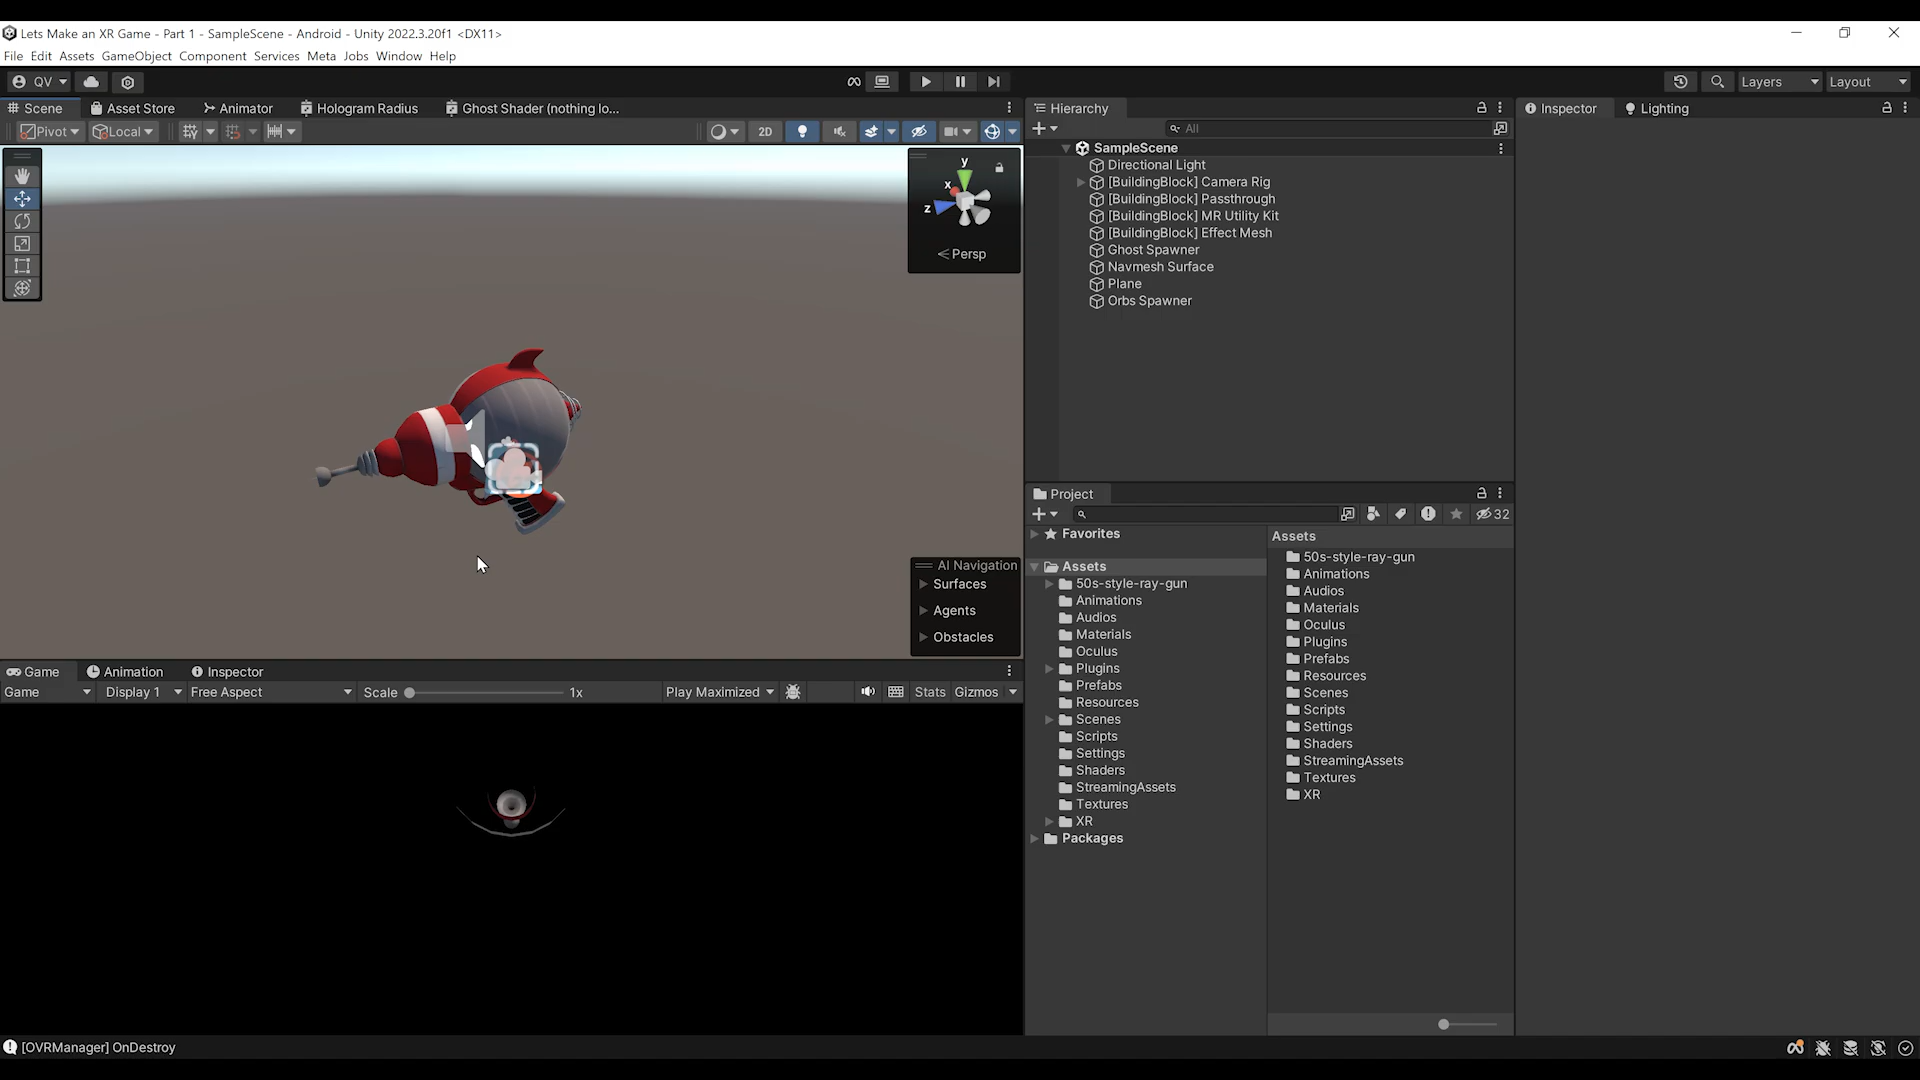 Lets Make an XR Game - Part 1 - SampleScene - Android - Unity 2022.3.20f1 <DX11>
File Edit Assets GameObject Component Services Meta Jobs Window Help
QV
Layers
Layout
Scene
Asset Store
Animator
Hologram Radius
Ghost Shader (nothing lo...
Pivot
Local
2D
y
x
z
Persp
AI Navigation
Surfaces
Agents
Obstacles
Game
Animation
Inspector
Game
Display 1
Free Aspect
Scale
1x
Play Maximized
Stats
Gizmos
Hierarchy
All
SampleScene
Directional Light
[BuildingBlock] Camera Rig
[BuildingBlock] Passthrough
[BuildingBlock] MR Utility Kit
[BuildingBlock] Effect Mesh
Ghost Spawner
Navmesh Surface
Plane
Orbs Spawner
Project
32
Favorites
Assets
50s-style-ray-gun
Animations
Audios
Materials
Oculus
Plugins
Prefabs
Resources
Scenes
Scripts
Settings
Shaders
StreamingAssets
Textures
XR
Packages
Assets
50s-style-ray-gun
Animations
Audios
Materials
Oculus
Plugins
Prefabs
Resources
Scenes
Scripts
Settings
Shaders
StreamingAssets
Textures
XR
Inspector
Lighting
[OVRManager] OnDestroy